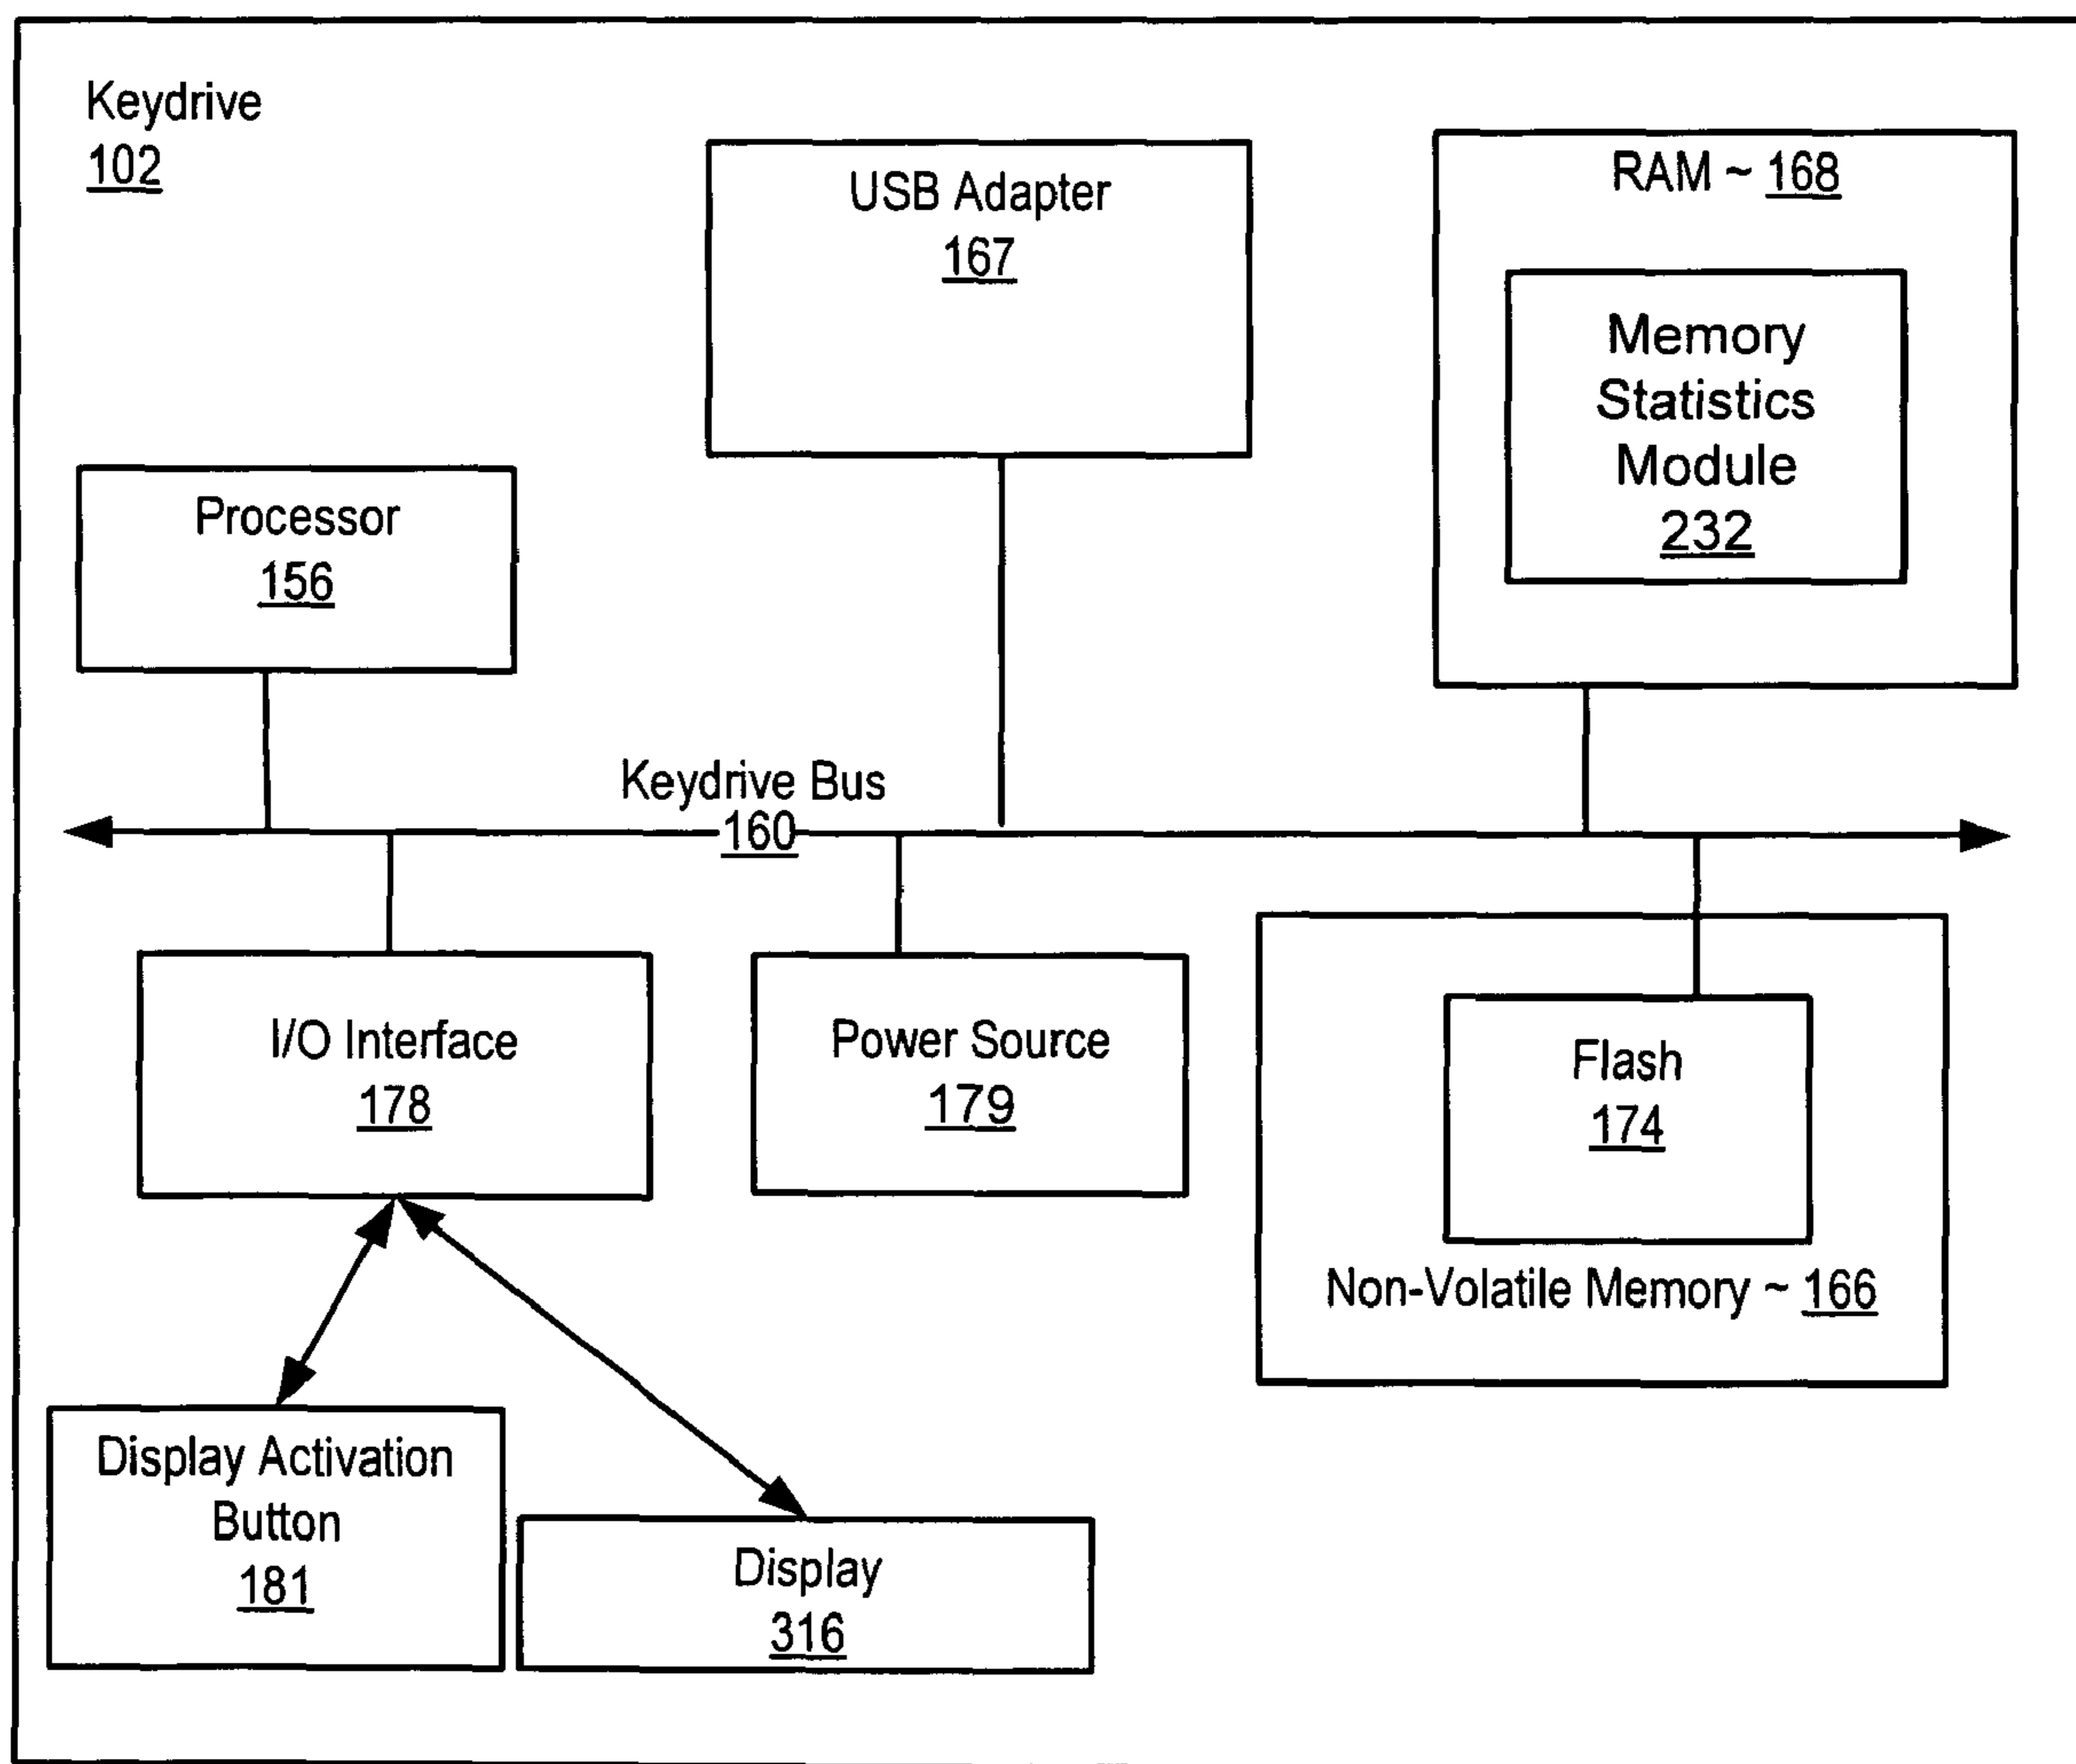 Keydrive
102
USB Adapter
167
RAM ~ 168
Memory
Statistics
Module
232
Processor
156
Keydrive Bus
160
I/O Interface
178
Power Source
179
Flash
174
Non-Volatile Memory ~ 166
Display Activation
Button
181
Display
316